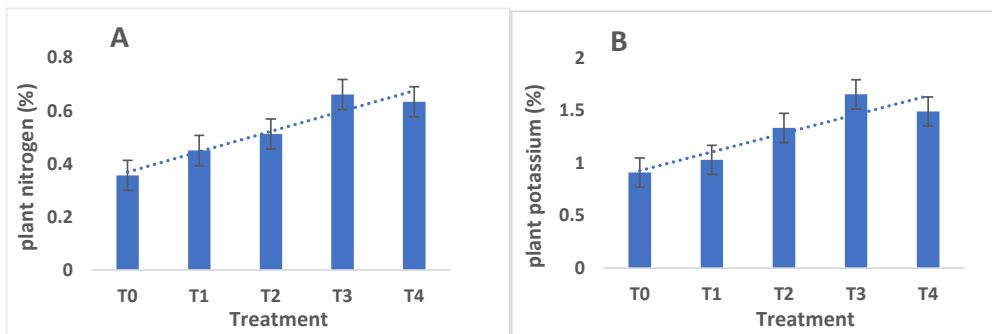 A
plant nitrogen (%)
0.8
0.6
0.4
0.2
0
T0 T1 T2 T3 T4
Treatment
B
plant potassium (%)
2
1.5
1
0.5
0
T0 T1 T2 T3 T4
Treatment